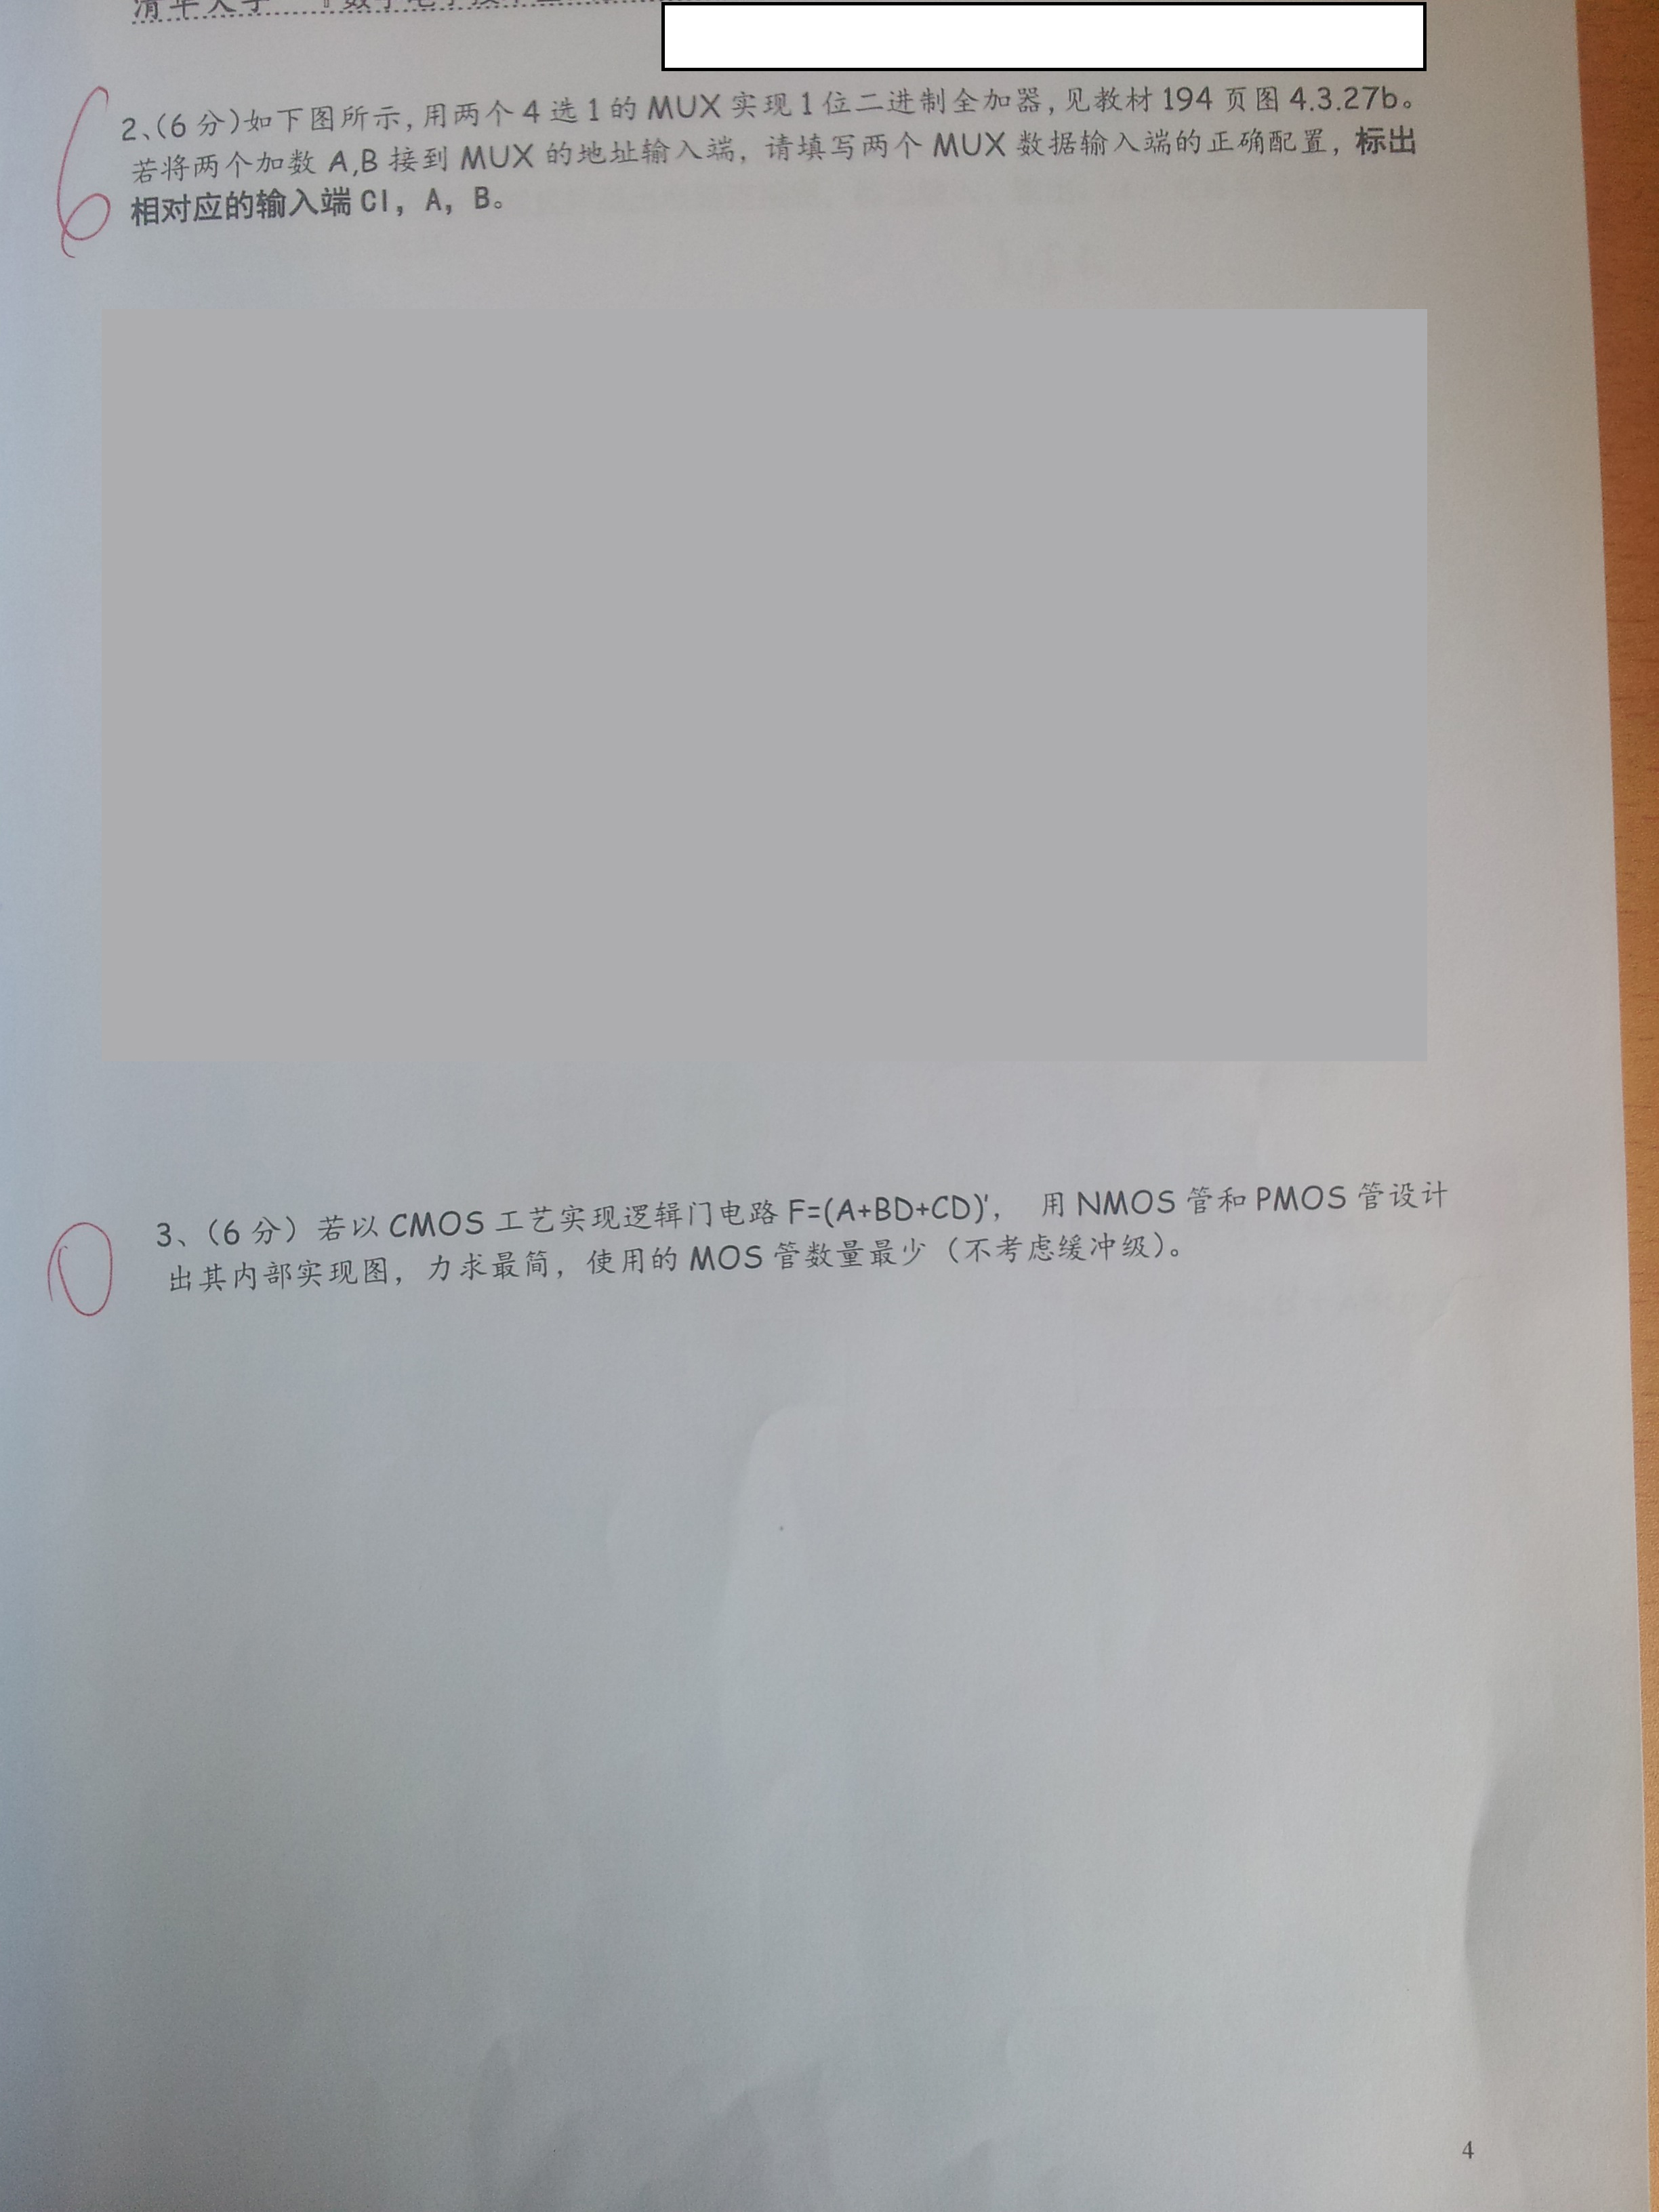 2、(6 分)如下图所示,用两个 4 选 1 的 MUX 实现 1 位二进制全加器,见教材 194 页图 4.3.27b。
若将两个加数 A,B 接到 MUX 的地址输入端，请填写两个 MUX 数据输入端的正确配置，标出
相对应的输入端 CI，A，B。
6
3、（6 分）若以 CMOS 工艺实现逻辑门电路 F=(A+BD+CD)'， 用 NMOS 管和 PMOS 管设计
出其内部实现图，力求最简，使用的 MOS 管数量最少（不考虑缓冲级）。
0
4